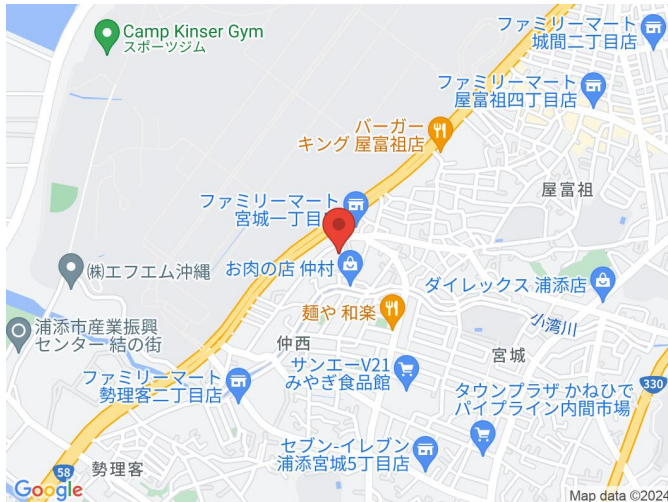 Camp Kinser Gym
スポーツジム
ファミリーマート
城間二丁目店
ファミリーマート
屋富祖四丁目店
バーガー
キング 屋富祖店
屋富祖
ファミリーマート
宮城一丁目
お肉の店 仲村
㈱エフエム沖縄
ダイレックス 浦添店
麺や 和楽
小湾川
浦添市産業振興
センター 結の街
仲西
宮城
サンエーV21
みやぎ食品館
ファミリーマート
勢理客二丁目店
タウンプラザ かねひで
パイプライン内間市場
330
セブン-イレブン
浦添宮城5丁目店
58
勢理客
Google
Map data ©2024